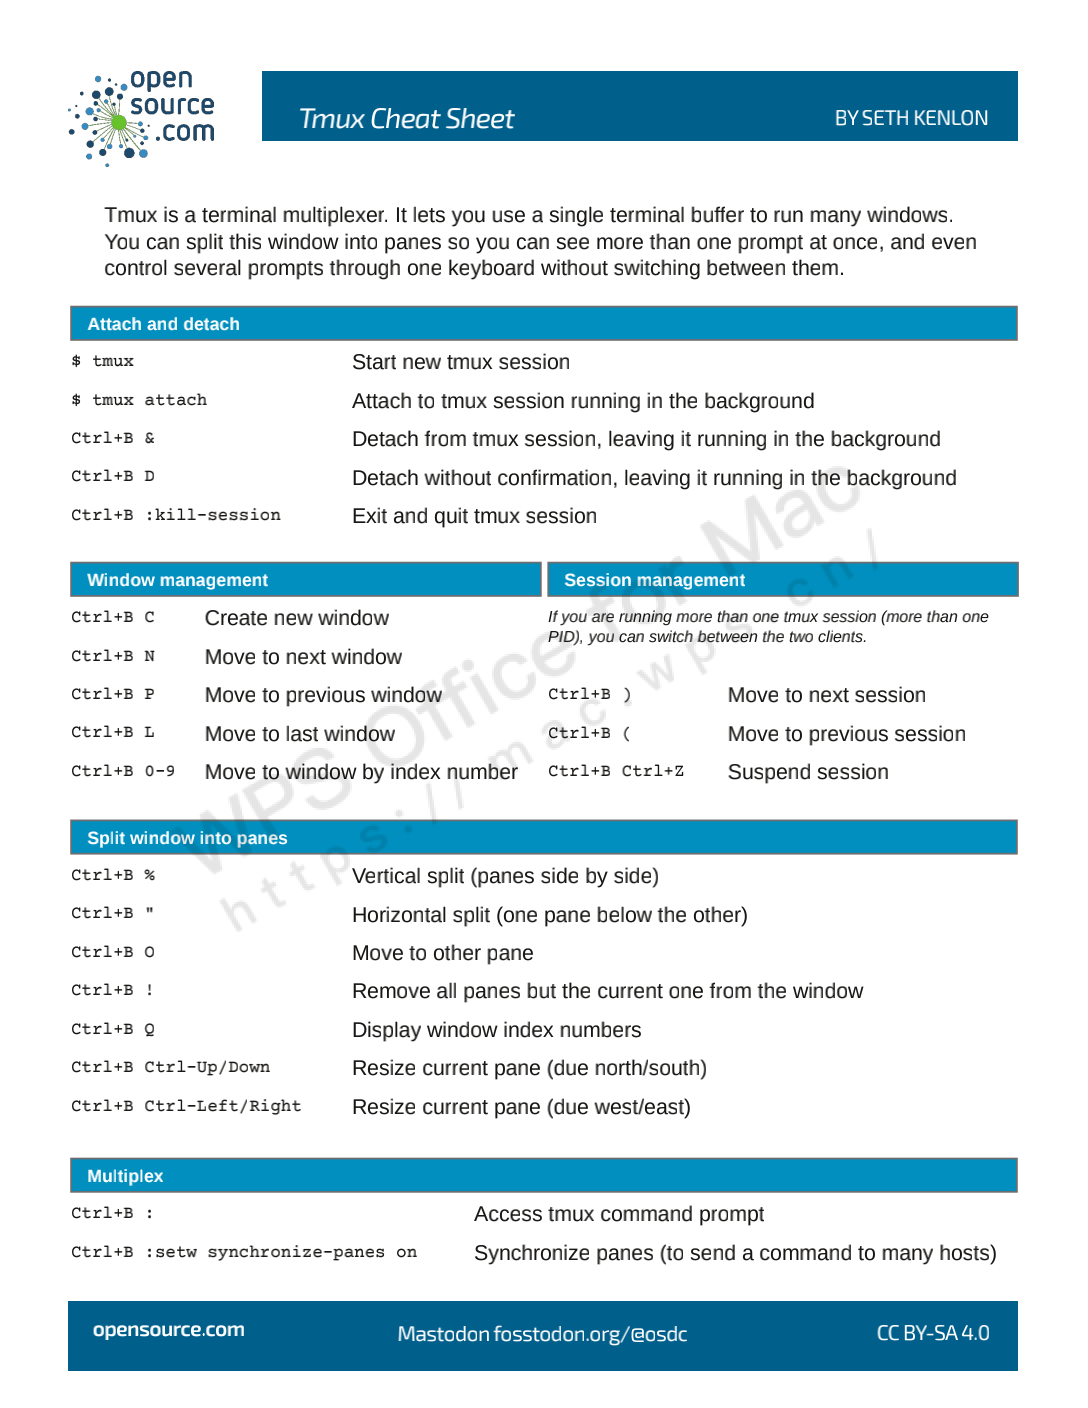 open
source
.com
Tmux Cheat Sheet
BY SETH KENLON
Tmux is a terminal multiplexer. It lets you use a single terminal buffer to run many windows.
You can split this window into panes so you can see more than one prompt at once, and even
control several prompts through one keyboard without switching between them.
Attach and detach
$ tmux Start new tmux session
$ tmux attach Attach to tmux session running in the background
Ctrl+B & Detach from tmux session, leaving it running in the background
Ctrl+B D Detach without confirmation, leaving it running in the background
Ctrl+B :kill-session Exit and quit tmux session
Window management
Ctrl+B C Create new window
Ctrl+B N Move to next window
Ctrl+B P Move to previous window
Ctrl+B L Move to last window
Ctrl+B 0-9 Move to window by index number
Session management
If you are running more than one tmux session (more than one
PID), you can switch between the two clients.
Ctrl+B ) Move to next session
Ctrl+B ( Move to previous session
Ctrl+B Ctrl+Z Suspend session
Split window into panes
Ctrl+B % Vertical split (panes side by side)
Ctrl+B " Horizontal split (one pane below the other)
Ctrl+B O Move to other pane
Ctrl+B ! Remove all panes but the current one from the window
Ctrl+B Q Display window index numbers
Ctrl+B Ctrl-Up/Down Resize current pane (due north/south)
Ctrl+B Ctrl-Left/Right Resize current pane (due west/east)
Multiplex
Ctrl+B : Access tmux command prompt
Ctrl+B :setw synchronize-panes on Synchronize panes (to send a command to many hosts)
opensource.com
Mastodon fosstodon.org/@osdc
CC BY-SA 4.0
WPS Office for Mac
https://mac.wps.cn/